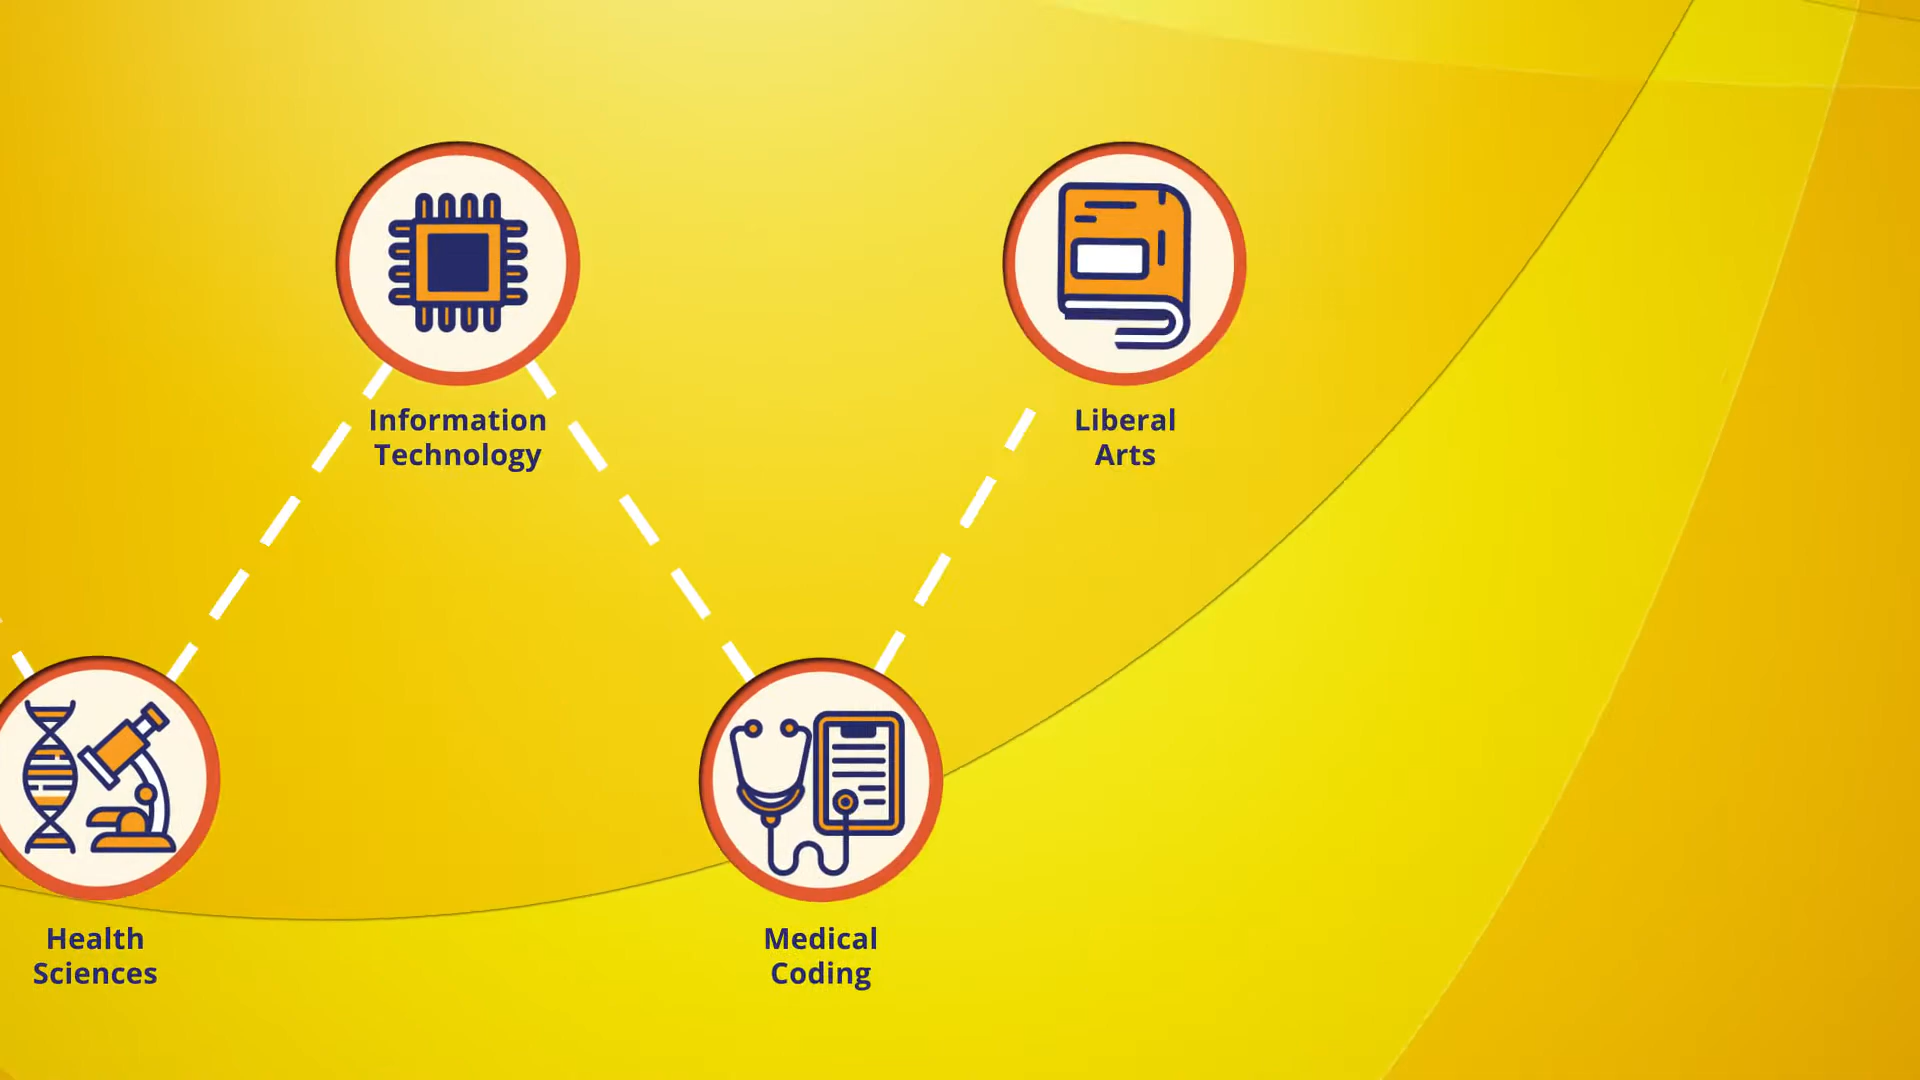 Information
Technology
Liberal
Arts
Health
Sciences
Medical
Coding